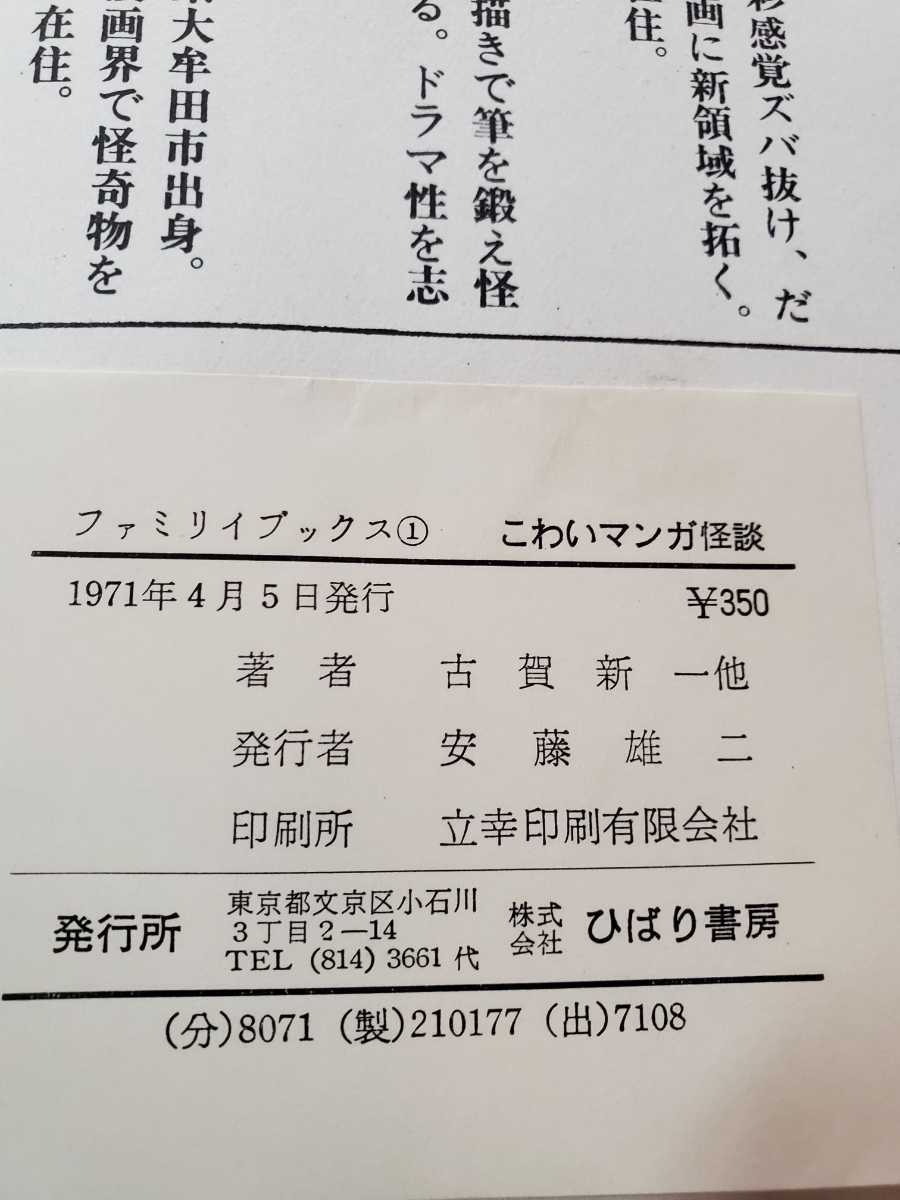 彩感覚ズバ抜け、だ
画に新領域を拓く。
在住。
描きで筆を鍛え怪
る。ドラマ性を志
大牟田市出身。
画界で怪奇物を
在住。
ファミリイブックス① こわいマンガ怪談
1971年4月5日発行 ¥350
著者 古賀新一他
発行者 安藤雄二
印刷所 立幸印刷有限会社
発行所 東京都文京区小石川
3丁目2—14
TEL (814) 3661代
株式会社 ひばり書房
(分)8071 (製)210177 (出)7108